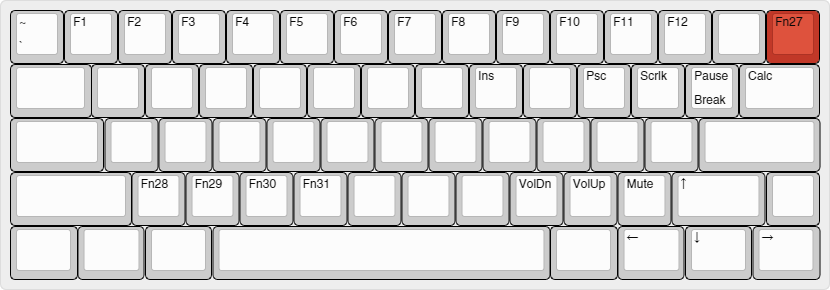 ~
`
F1
F2
F3
F4
F5
F6
F7
F8
F9
F10
F11
F12
Fn27
Ins
Psc
Scrlk
Pause
Break
Calc
Fn28
Fn29
Fn30
Fn31
VolDn
VolUp
Mute
↑
←
↓
→